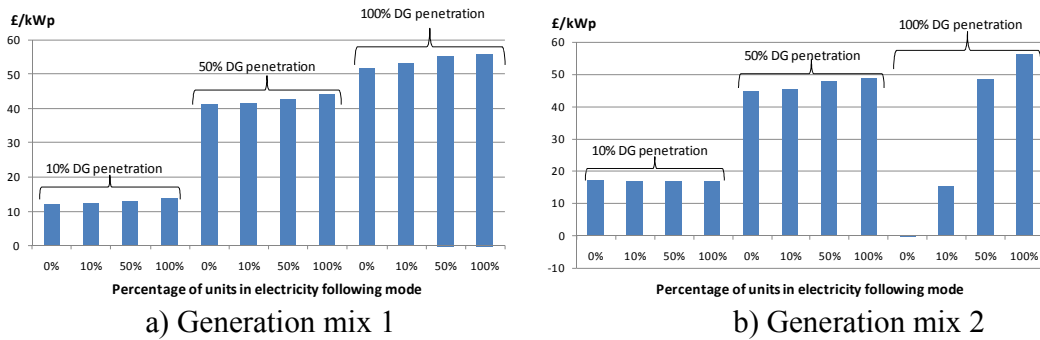 £/kWp
60
50
40
30
20
10
0
10% DG penetration
50% DG penetration
100% DG penetration
0% 10% 50% 100% 0% 10% 50% 100% 0% 10% 50% 100%
Percentage of units in electricity following mode
a) Generation mix 1
£/kWp
60
50
40
30
20
10
0
-10
10% DG penetration
50% DG penetration
100% DG penetration
0% 10% 50% 100% 0% 10% 50% 100% 0% 10% 50% 100%
Percentage of units in electricity following mode
b) Generation mix 2